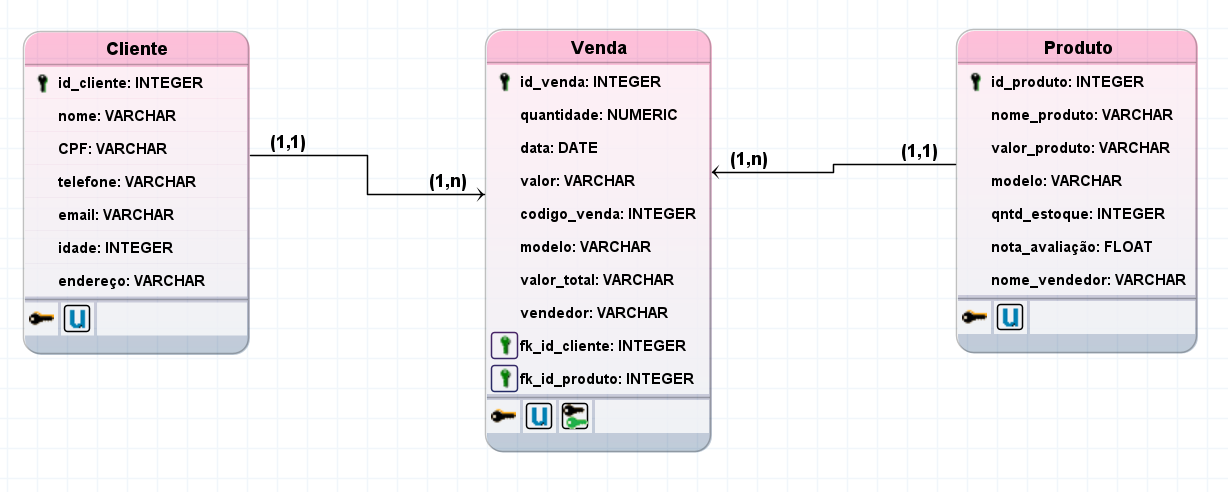 Cliente
id_cliente: INTEGER
nome: VARCHAR
CPF: VARCHAR
telefone: VARCHAR
email: VARCHAR
idade: INTEGER
endereço: VARCHAR
U
(1,1)
(1,n)
Venda
id_venda: INTEGER
quantidade: NUMERIC
data: DATE
valor: VARCHAR
codigo_venda: INTEGER
modelo: VARCHAR
valor_total: VARCHAR
vendedor: VARCHAR
fk_id_cliente: INTEGER
fk_id_produto: INTEGER
U
(1,n)
(1,1)
Produto
id_produto: INTEGER
nome_produto: VARCHAR
valor_produto: VARCHAR
modelo: VARCHAR
qntd_estoque: INTEGER
nota_avaliação: FLOAT
nome_vendedor: VARCHAR
U